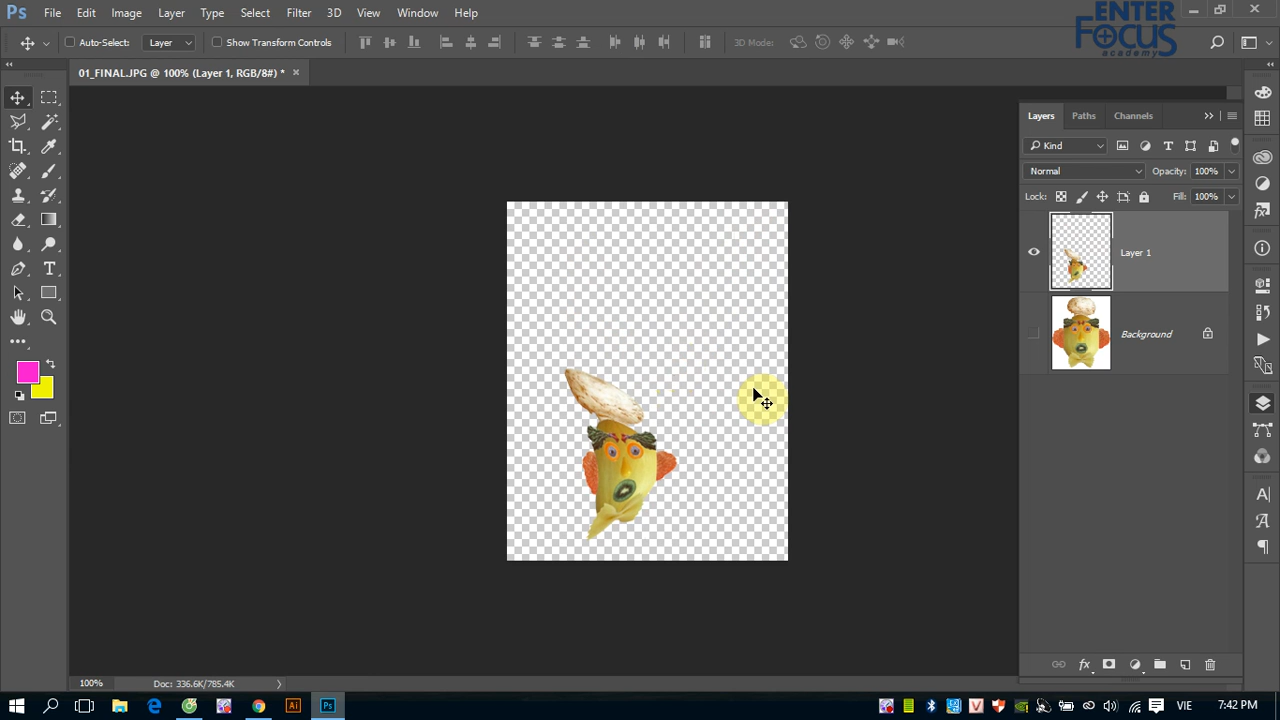 Ps File Edit Image Layer Type Select Filter 3D View Window Help
ENTER
FOCUS
academy
Auto-Select: Layer Show Transform Controls 3D Mode:
01_FINAL.JPG @ 100% (Layer 1, RGB/8#) *
Layers Paths Channels
Kind
Normal Opacity: 100%
Lock: Fill: 100%
Layer 1
Background
100% Doc: 336.6K/785.4K
Ai Ps VIE 7:42 PM